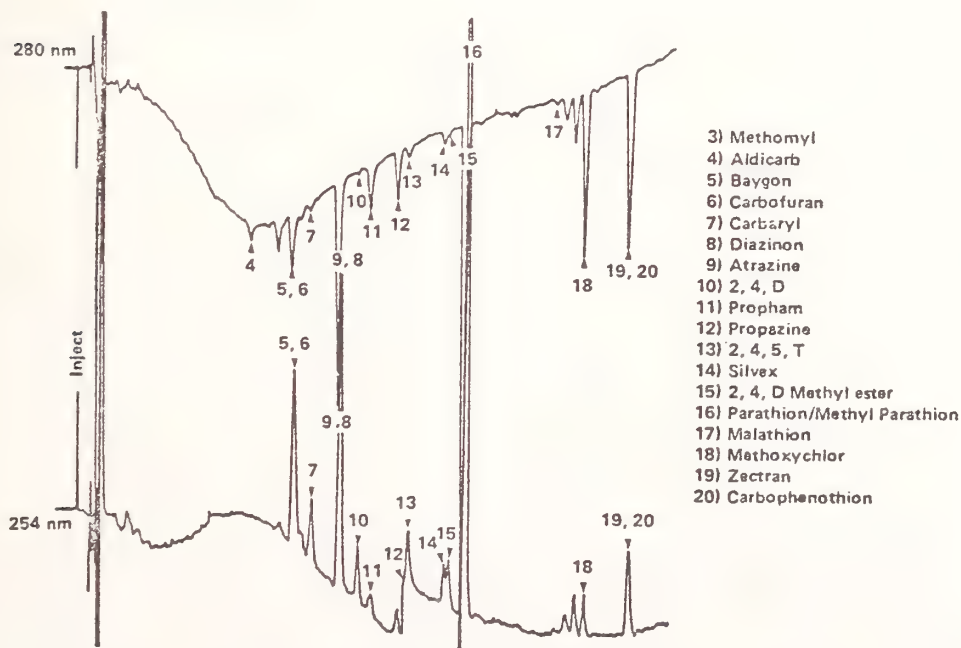 280 nm
16
17
15
14
13
10
11
12
7
4
9, 8
5, 6
18
19, 20
Inject
5, 6
9,8
7
10
13
12
11
14
15
18
19, 20
254 nm
3) Methomyl
4) Aldicarb
5) Baygon
6) Carbofuran
7) Carbaryl
8) Diazinon
9) Atrazine
10) 2, 4, D
11) Propham
12) Propazine
13) 2, 4, 5, T
14) Silvex
15) 2, 4, D Methyl ester
16) Parathion/Methyl Parathion
17) Malathion
18) Methoxychlor
19) Zectran
20) Carbophenothion